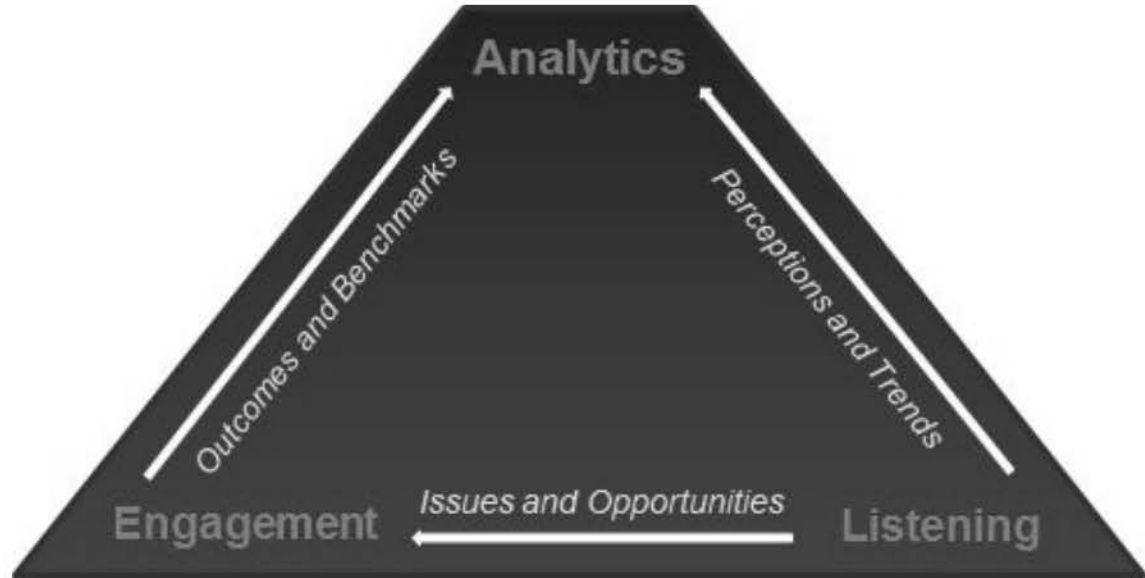 Analytics
Outcomes and Benchmarks
Perceptions and Trends
Issues and Opportunities
Engagement
Listening